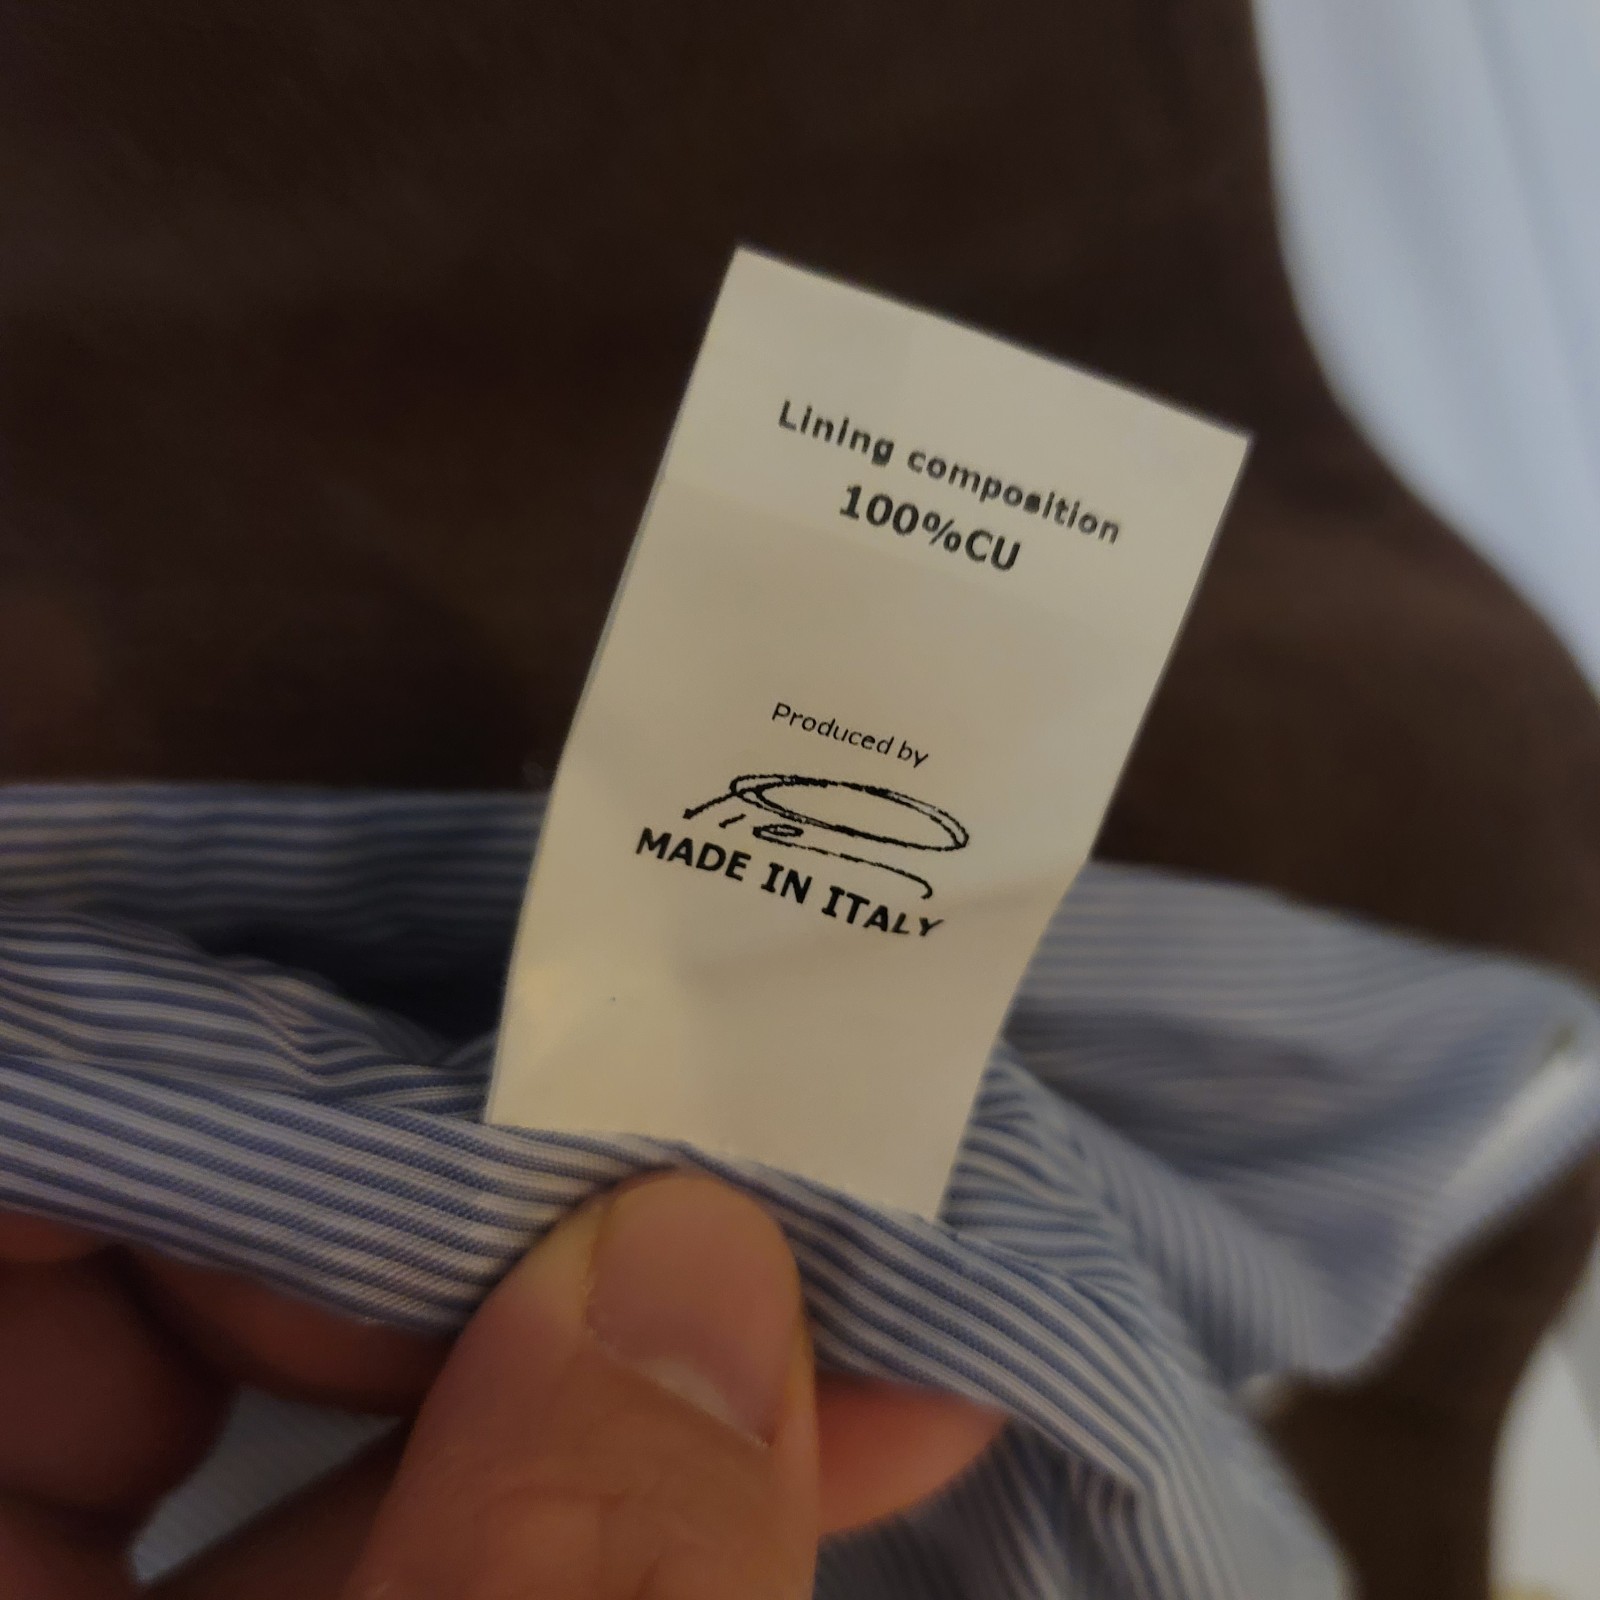 Lining composition
100%CU
Produced by
MADE IN ITALY